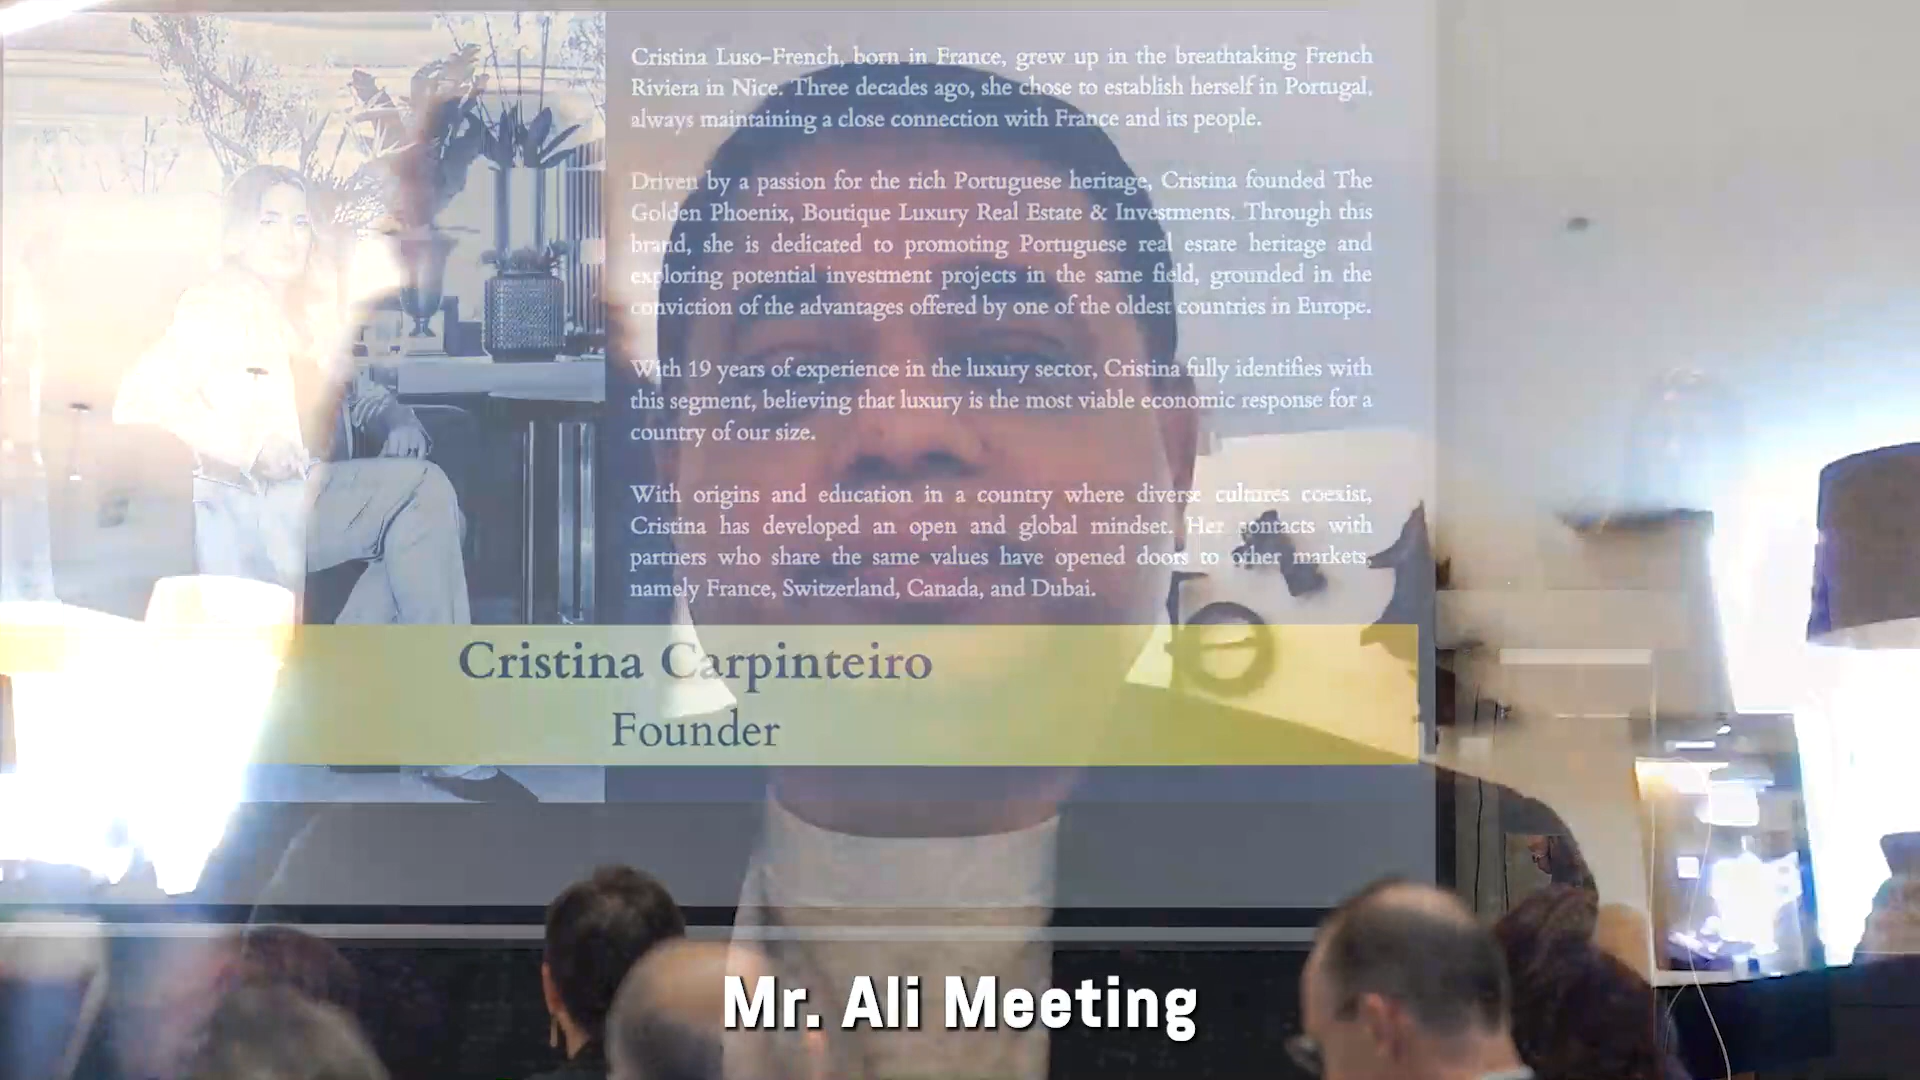 Cristina Luso-French, born in France, grew up in the breathtaking French
Riviera in Nice. Three decades ago, she chose to establish herself in Portugal,
always maintaining a close connection with France and its people.
Driven by a passion for the rich Portuguese heritage, Cristina founded The
Golden Phoenix, Boutique Luxury Real Estate & Investments. Through this
brand, she is dedicated to promoting Portuguese real estate heritage and
exploring potential investment projects in the same field, grounded in the
conviction of the advantages offered by one of the oldest countries in Europe.
With 19 years of experience in the luxury sector, Cristina fully identifies with
this segment, believing that luxury is the most viable economic response for a
country of our size.
With origins and education in a country where diverse cultures coexist,
Cristina has developed an open and global mindset. Her contacts with
partners who share the same values have opened doors to other markets,
namely France, Switzerland, Canada, and Dubai.
Cristina Carpinteiro
Founder
Mr. Ali Meeting